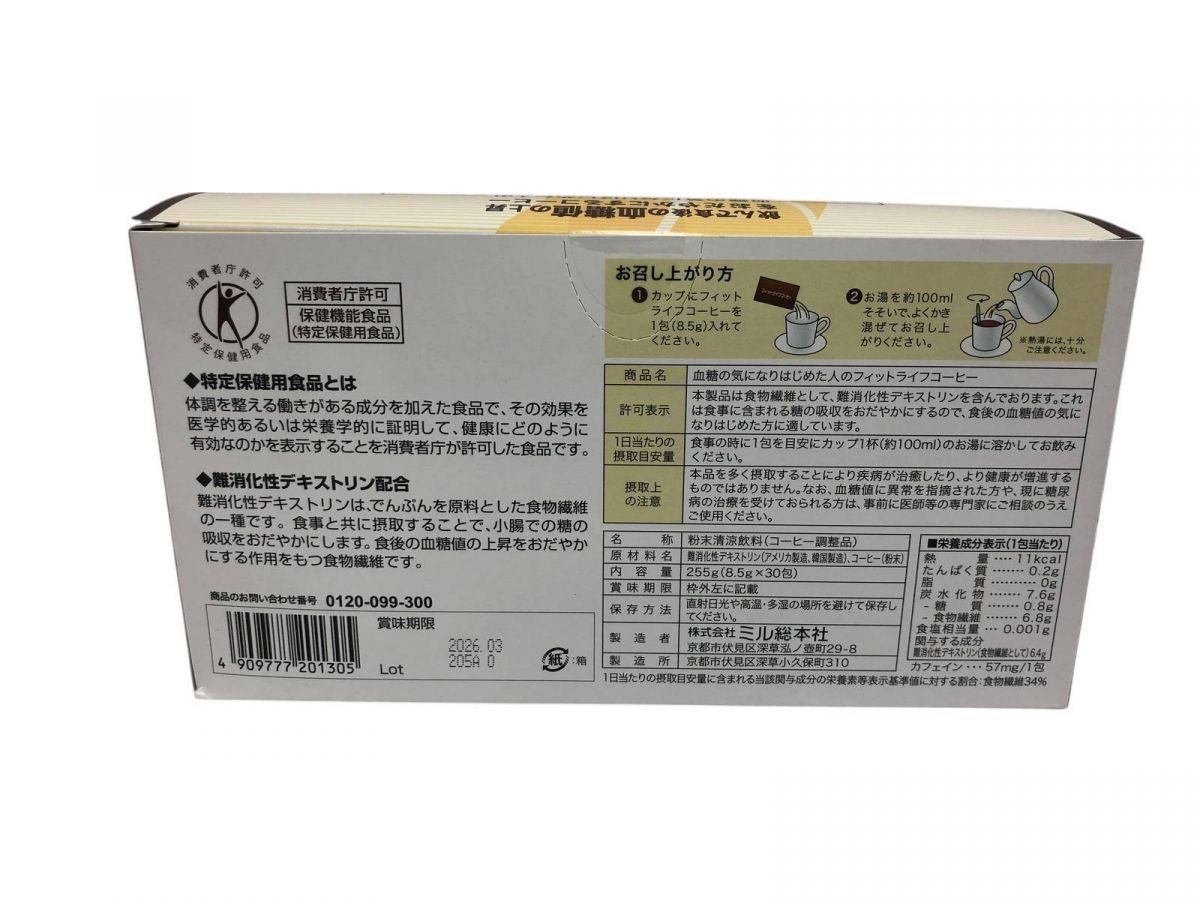 飲んで食後の血糖値の上昇
をおだやかにするコーヒー
消費者庁許可
特定保健用食品
消費者庁許可
保健機能食品
(特定保健用食品)
◆特定保健用食品とは
体調を整える働きがある成分を加えた食品で、その効果を
医学的あるいは栄養学的に証明して、健康にどのように
有効なのかを表示することを消費者庁が許可した食品です。
◆難消化性デキストリン配合
難消化性デキストリンは、でんぷんを原料とした食物繊維
の一種です。食事と共に摂取することで、小腸での糖の
吸収をおだやかにします。食後の血糖値の上昇をおだやか
にする作用をもつ食物繊維です。
商品のお問い合わせ番号 0120-099-300
4 909777 201305
賞味期限
2026.03
205A 0
Lot
紙:箱
お召し上がり方
❶カップにフィット
ライフコーヒーを
1包(8.5g)入れて
ください。
フィットライフコーヒー
❷お湯を約100ml
そそいで、よくかき
混ぜてお召し上
がりください。
※熱湯には、十分
ご注意ください。
商品名 血糖の気になりはじめた人のフィットライフコーヒー
許可表示 本製品は食物繊維として、難消化性デキストリンを含んでおります。これ
は食事に含まれる糖の吸収をおだやかにするので、食後の血糖値の気に
なりはじめた方に適しています。
1日当たりの
摂取目安量
食事の時に1包を目安にカップ1杯(約100ml)のお湯に溶かしてお飲み
ください。
摂取上
の注意
本品を多く摂取することにより疾病が治癒したり、より健康が増進する
ものではありません。なお、血糖値に異常を指摘された方や、現に糖尿
病の治療を受けておられる方は、事前に医師等の専門家にご相談のうえ
ご使用ください。
名称 粉末清涼飲料(コーヒー調整品)
原材料名 難消化性デキストリン(アメリカ製造、韓国製造)、コーヒー(粉末)
内容量 255g(8.5g×30包)
賞味期限 枠外左に記載
保存方法 直射日光や高温・多湿の場所を避けて保存し
てください。
製造者 株式会社 ミル総本社
京都市伏見区深草泓ノ壺町29-8
製造所 京都市伏見区深草小久保町310
■栄養成分表示(1包当たり)
熱量‥‥11kcal
たんぱく質‥‥‥0.2g
脂質‥‥‥‥0g
炭水化物‥‥‥7.6g
- 糖質‥‥‥0.8g
- 食物繊維‥‥‥6.8g
食塩相当量‥‥0.001g
関与する成分
難消化性デキストリン(食物繊維として)6.4g
カフェイン‥‥57mg/1包
1日当たりの摂取目安量に含まれる当該関与成分の栄養素等表示基準値に対する割合:食物繊維34%